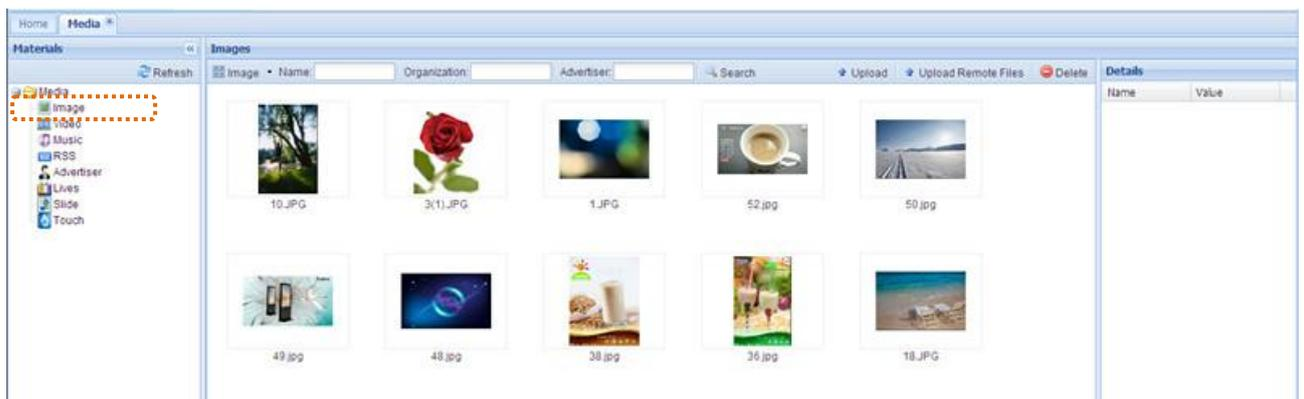 Home Media
Materials
Refresh
Media
Image
Video
Music
RSS
Advertiser
Lives
Slide
Touch
Images
Image Name: Organization: Advertiser: Search Upload Upload Remote Files Delete
10.JPG 3(1).JPG 1.JPG 52.jpg 50.jpg
49.jpg 48.jpg 38.jpg 36.jpg 18.JPG
Details
Name Value